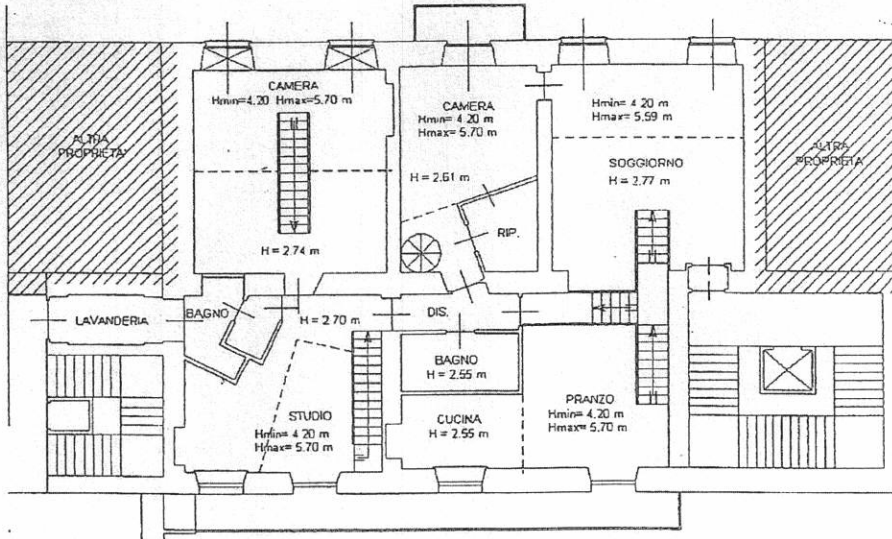 CAMERA
Hmin=4.20 Hmax=5.70 m
H = 2.74 m
CAMERA
Hmin= 4.20 m
Hmax= 5.70 m
H = 2.61 m
RIP.
Hmin= 4.20 m
Hmax= 5.59 m
SOGGIORNO
H = 2.77 m
ALTRA
PROPRIETA'
ALTRA
PROPRIETA'
LAVANDERIA
BAGNO
H = 2.70 m
DIS.
BAGNO
H = 2.55 m
STUDIO
Hmin= 4.20 m
Hmax= 5.70 m
CUCINA
H = 2.55 m
PRANZO
Hmin= 4.20 m
Hmax= 5.70 m